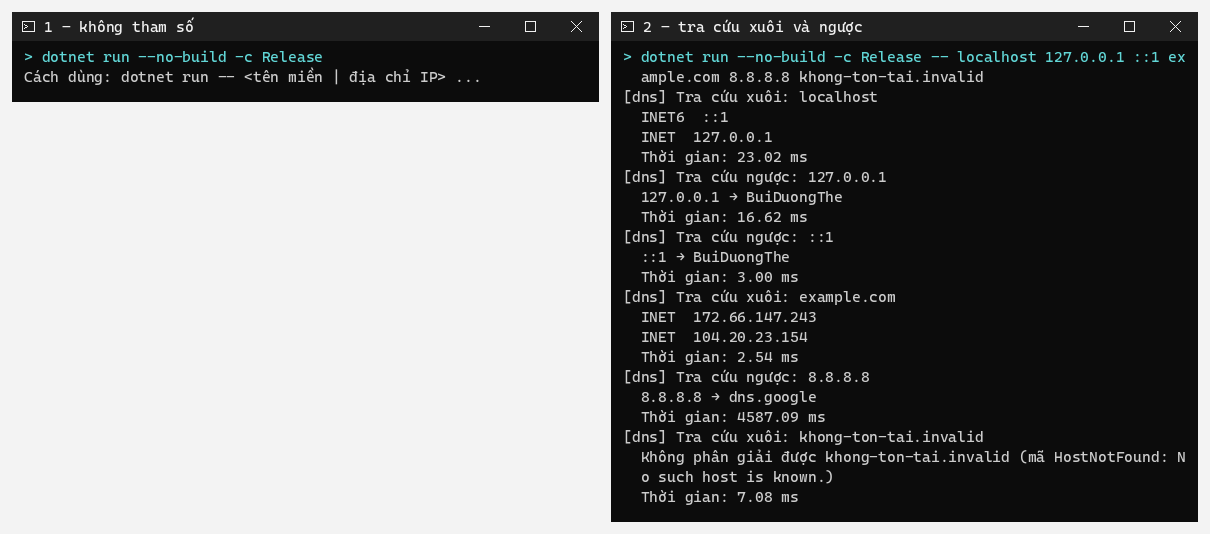 1 - không tham số
> dotnet run --no-build -c Release
Cách dùng: dotnet run -- <tên miền | địa chỉ IP> ...
2 - tra cứu xuôi và ngược
> dotnet run --no-build -c Release -- localhost 127.0.0.1 ::1 ex
ample.com 8.8.8.8 khong-ton-tai.invalid
[dns] Tra cứu xuôi: localhost
INET6  ::1
INET  127.0.0.1
Thời gian: 23.02 ms
[dns] Tra cứu ngược: 127.0.0.1
127.0.0.1 → BuiDuongThe
Thời gian: 16.62 ms
[dns] Tra cứu ngược: ::1
::1 → BuiDuongThe
Thời gian: 3.00 ms
[dns] Tra cứu xuôi: example.com
INET  172.66.147.243
INET  104.20.23.154
Thời gian: 2.54 ms
[dns] Tra cứu ngược: 8.8.8.8
8.8.8.8 → dns.google
Thời gian: 4587.09 ms
[dns] Tra cứu xuôi: khong-ton-tai.invalid
Không phân giải được khong-ton-tai.invalid (mã HostNotFound: N
o such host is known.)
Thời gian: 7.08 ms